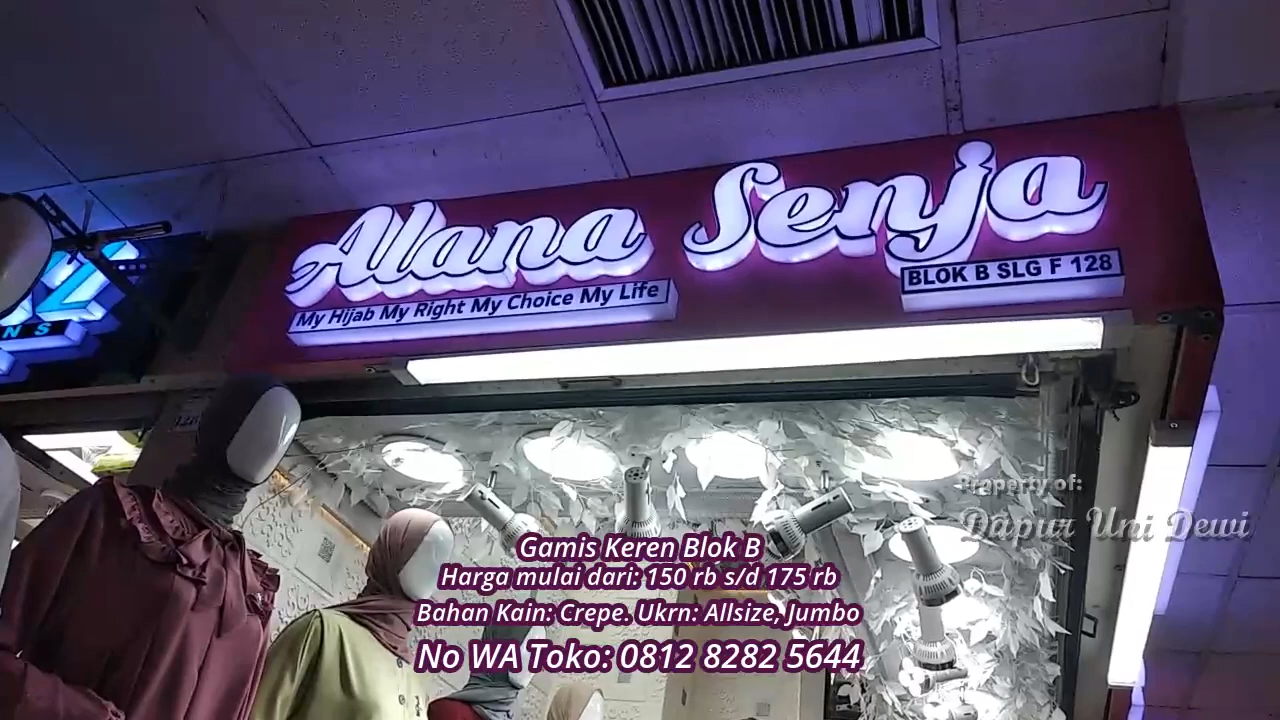 Alana Senja
My Hijab My Right My Choice My Life
BLOK B SLG F 128
N S
Property of:
Dapur Uni Dewi
Gamis Keren Blok B
Harga mulai dari: 150 rb s/d 175 rb
Bahan Kain: Crepe. Ukrn: Allsize, Jumbo
No WA Toko: 0812 8282 5644